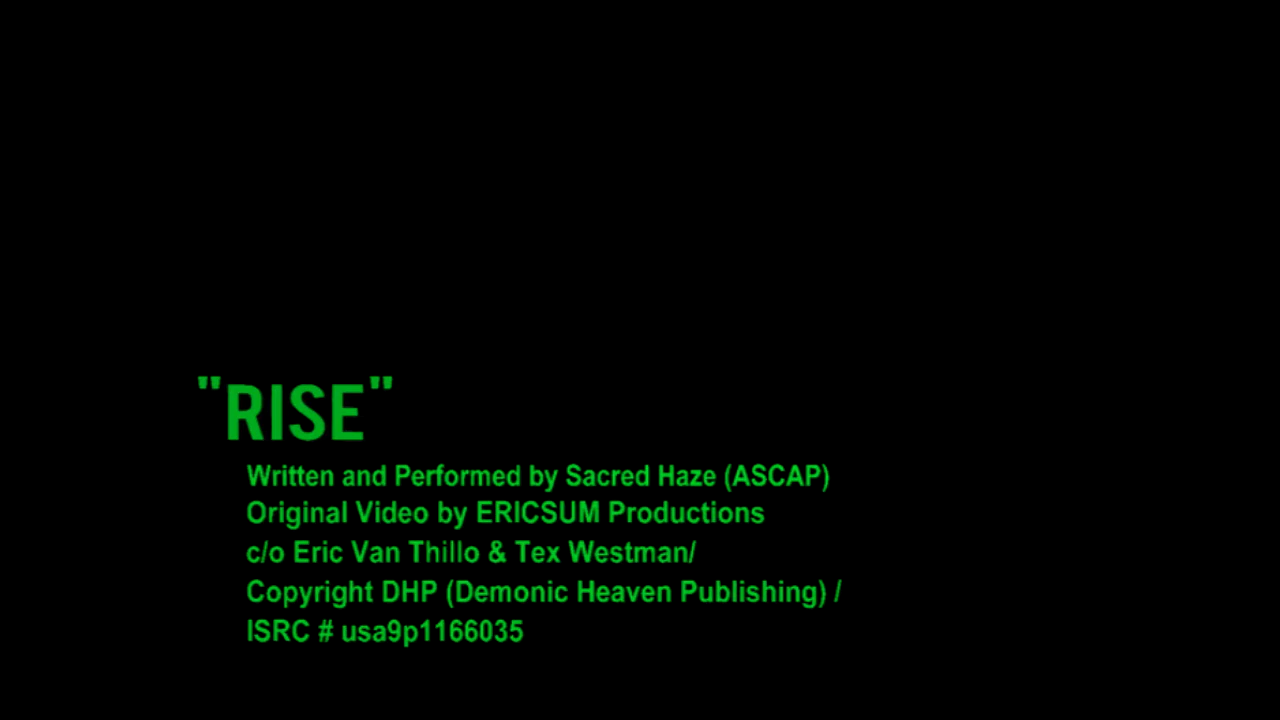 "RISE"
Written and Performed by Sacred Haze (ASCAP)
Original Video by ERICSUM Productions
c/o Eric Van Thillo & Tex Westman/
Copyright DHP (Demonic Heaven Publishing) /
ISRC # usa9p1166035